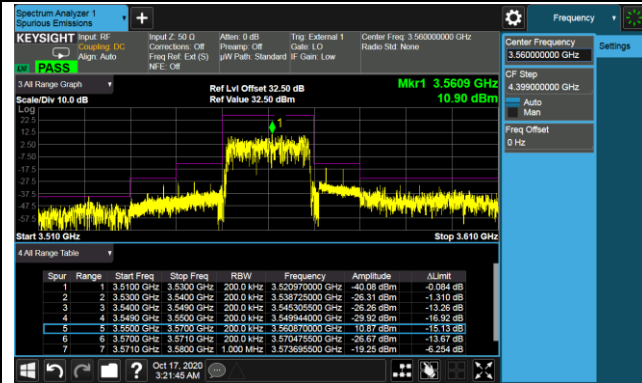 Spectrum Analyzer 1
Spurious Emissions
Frequency
KEYSIGHT Input: RF
Coupling: DC
Align: Auto
Input Z: 50 Ω
Corrections: Off
Freq Ref: Ext (S)
NFE: Off
Atten: 0 dB
Preamp: Off
µW Path: Standard
Trig: External 1
Gate: LO
IF Gain: Low
Center Freq: 3.560000000 GHz
Radio Std: None
PASS
Center Frequency
3.560000000 GHz
Settings
CF Step
4.399000000 GHz
Auto
Man
Freq Offset
0 Hz
3 All Range Graph
Scale/Div 10.0 dB
Ref Lvl Offset 32.50 dB
Ref Value 32.50 dBm
Mkr1 3.5609 GHz
10.90 dBm
Log
22.5
12.5
2.50
-7.50
-17.5
-27.5
-37.5
-47.5
-57.5
1
Start 3.510 GHz
Stop 3.610 GHz
4 All Range Table
Spur Range Start Freq Stop Freq RBW Frequency Amplitude ΔLimit
1 1 3.5100 GHz 3.5300 GHz 200.0 kHz 3.520970000 GHz -40.08 dBm -0.084 dB
2 2 3.5300 GHz 3.5400 GHz 200.0 kHz 3.538725000 GHz -26.31 dBm -1.310 dB
3 3 3.5400 GHz 3.5490 GHz 200.0 kHz 3.545305500 GHz -26.26 dBm -13.26 dB
4 4 3.5490 GHz 3.5500 GHz 200.0 kHz 3.549944000 GHz -29.92 dBm -16.92 dB
5 5 3.5500 GHz 3.5700 GHz 200.0 kHz 3.560870000 GHz 10.87 dBm -15.13 dB
6 6 3.5700 GHz 3.5710 GHz 200.0 kHz 3.570475500 GHz -26.67 dBm -13.67 dB
7 7 3.5710 GHz 3.5800 GHz 1.000 MHz 3.573695500 GHz -19.25 dBm -6.254 dB
Oct 17, 2020
3:21:45 AM